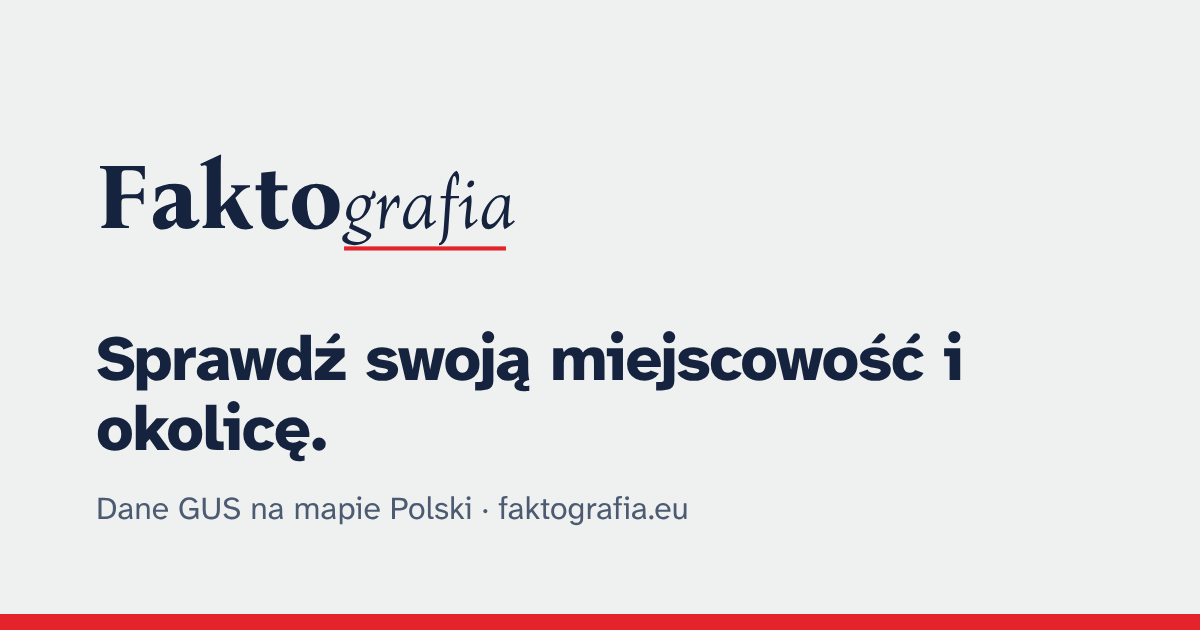 Faktografia
Sprawdź swoją miejscowość i
okolicę.
Dane GUS na mapie Polski · faktografia.eu